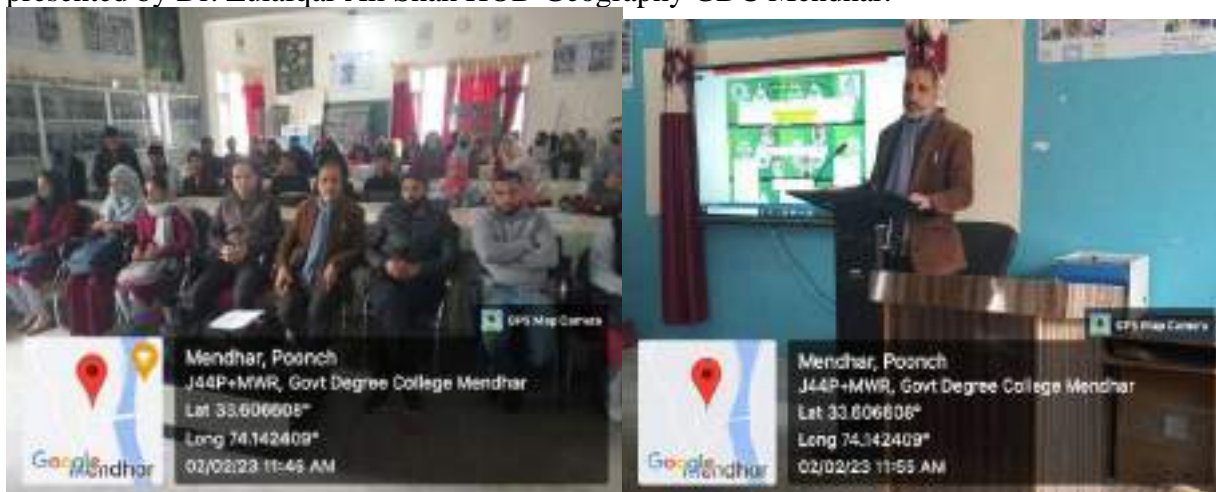 presented by Dr. Zulafqar Ali Shah HOD Geography GDC Mendhar.
GPS Map Camera
Mendhar, Poonch
J44P+MWR, Govt Degree College Mendhar
Lat 33.606608°
Long 74.142409°
02/02/23 11:46 AM
Google
Mendhar
GPS Map Camera
Mendhar, Poonch
J44P+MWR, Govt Degree College Mendhar
Lat 33.606608°
Long 74.142409°
02/02/23 11:55 AM
Google
Mendhar